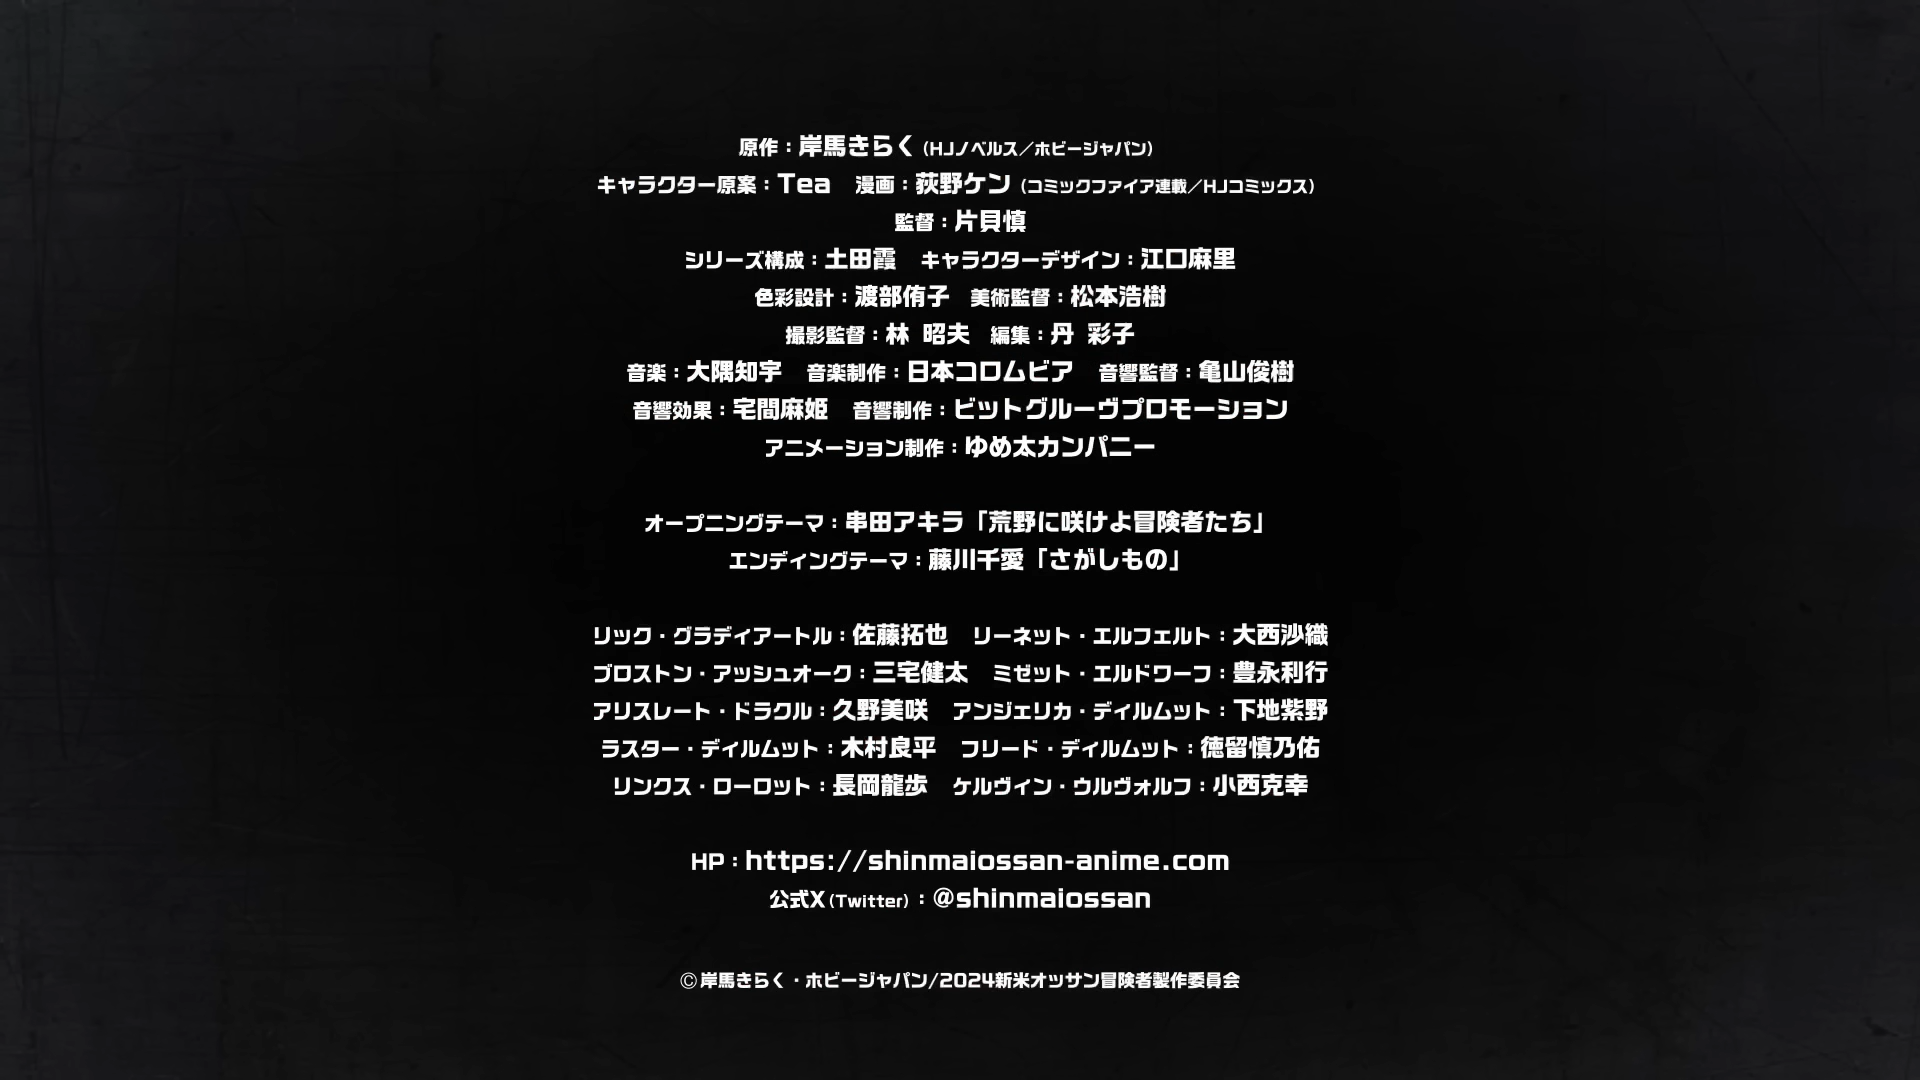 原作：岸馬きらく（HJノベルス／ホビージャパン）
キャラクター原案：Tea　漫画：荻野ケン（コミックファイア連載／HJコミックス）
監督：片貝慎
シリーズ構成：土田霞　キャラクターデザイン：江口麻里
色彩設計：渡部侑子　美術監督：松本浩樹
撮影監督：林 昭夫　編集：丹 彩子
音楽：大隅知宇　音楽制作：日本コロムビア　音響監督：亀山俊樹
音響効果：宅間麻姫　音響制作：ビットグルーヴプロモーション
アニメーション制作：ゆめ太カンパニー
オープニングテーマ：串田アキラ「荒野に咲けよ冒険者たち」
エンディングテーマ：藤川千愛「さがしもの」
リック・グラディアートル：佐藤拓也　リーネット・エルフェルト：大西沙織
ブロストン・アッシュオーク：三宅健太　ミゼット・エルドワーフ：豊永利行
アリスレート・ドラクル：久野美咲　アンジェリカ・ディルムット：下地紫野
ラスター・ディルムット：木村良平　フリード・ディルムット：徳留慎乃佑
リンクス・ローロット：長岡龍歩　ケルヴィン・ウルヴォルフ：小西克幸
HP：https://shinmaiossan-anime.com
公式X（Twitter）：@shinmaiossan
©岸馬きらく・ホビージャパン/2024新米オッサン冒険者製作委員会